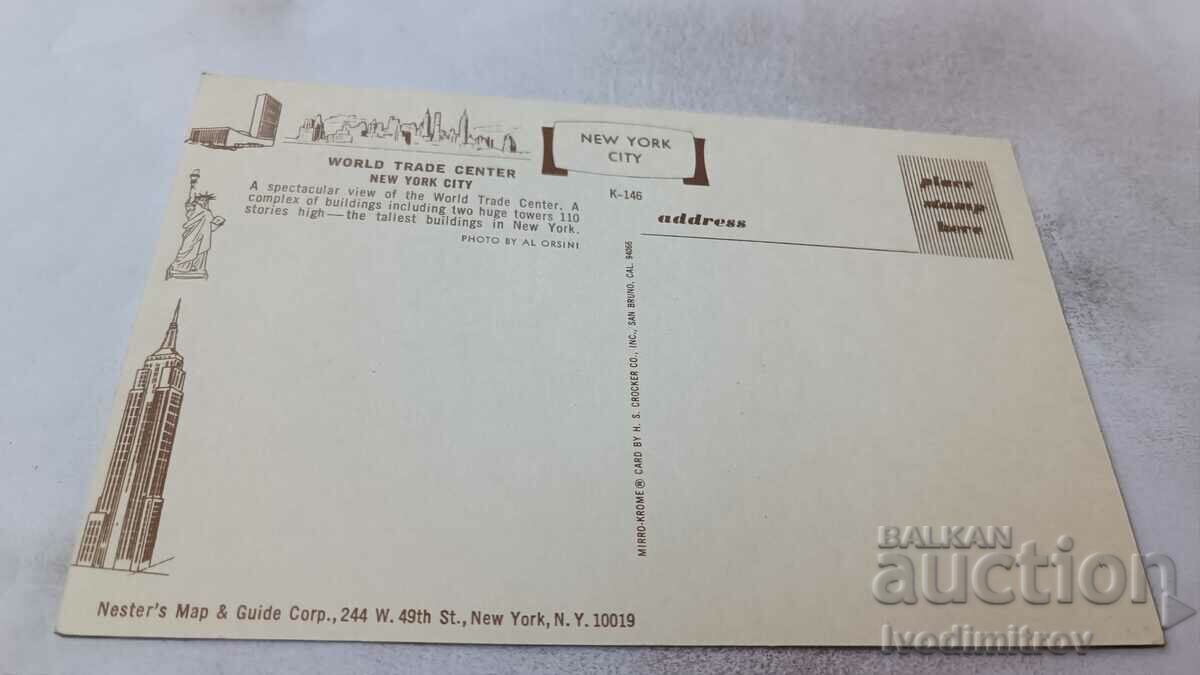 WORLD TRADE CENTER
NEW YORK CITY
A spectacular view of the World Trade Center. A
complex of buildings including two huge towers 110
stories high—the tallest buildings in New York.
PHOTO BY AL ORSINI
NEW YORK
CITY
K-146
address
place
stamp
here
MIRRO-KROME® CARD BY H. S. CROCKER CO., INC., SAN BRUNO, CAL. 94066
Nester's Map & Guide Corp., 244 W. 49th St., New York, N.Y. 10019
BALKAN
auction
Ivodimitrov